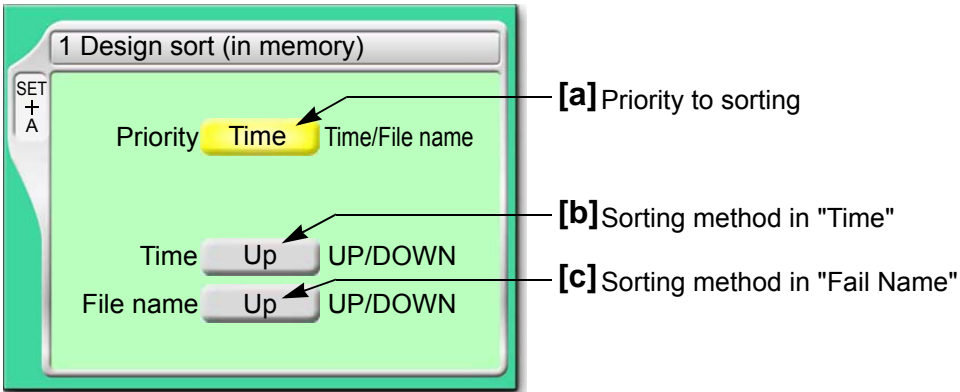 1 Design sort (in memory)
SET
+
A
Priority Time Time/File name
Time Up UP/DOWN
File name Up UP/DOWN
[a] Priority to sorting
[b] Sorting method in "Time"
[c] Sorting method in "Fail Name"